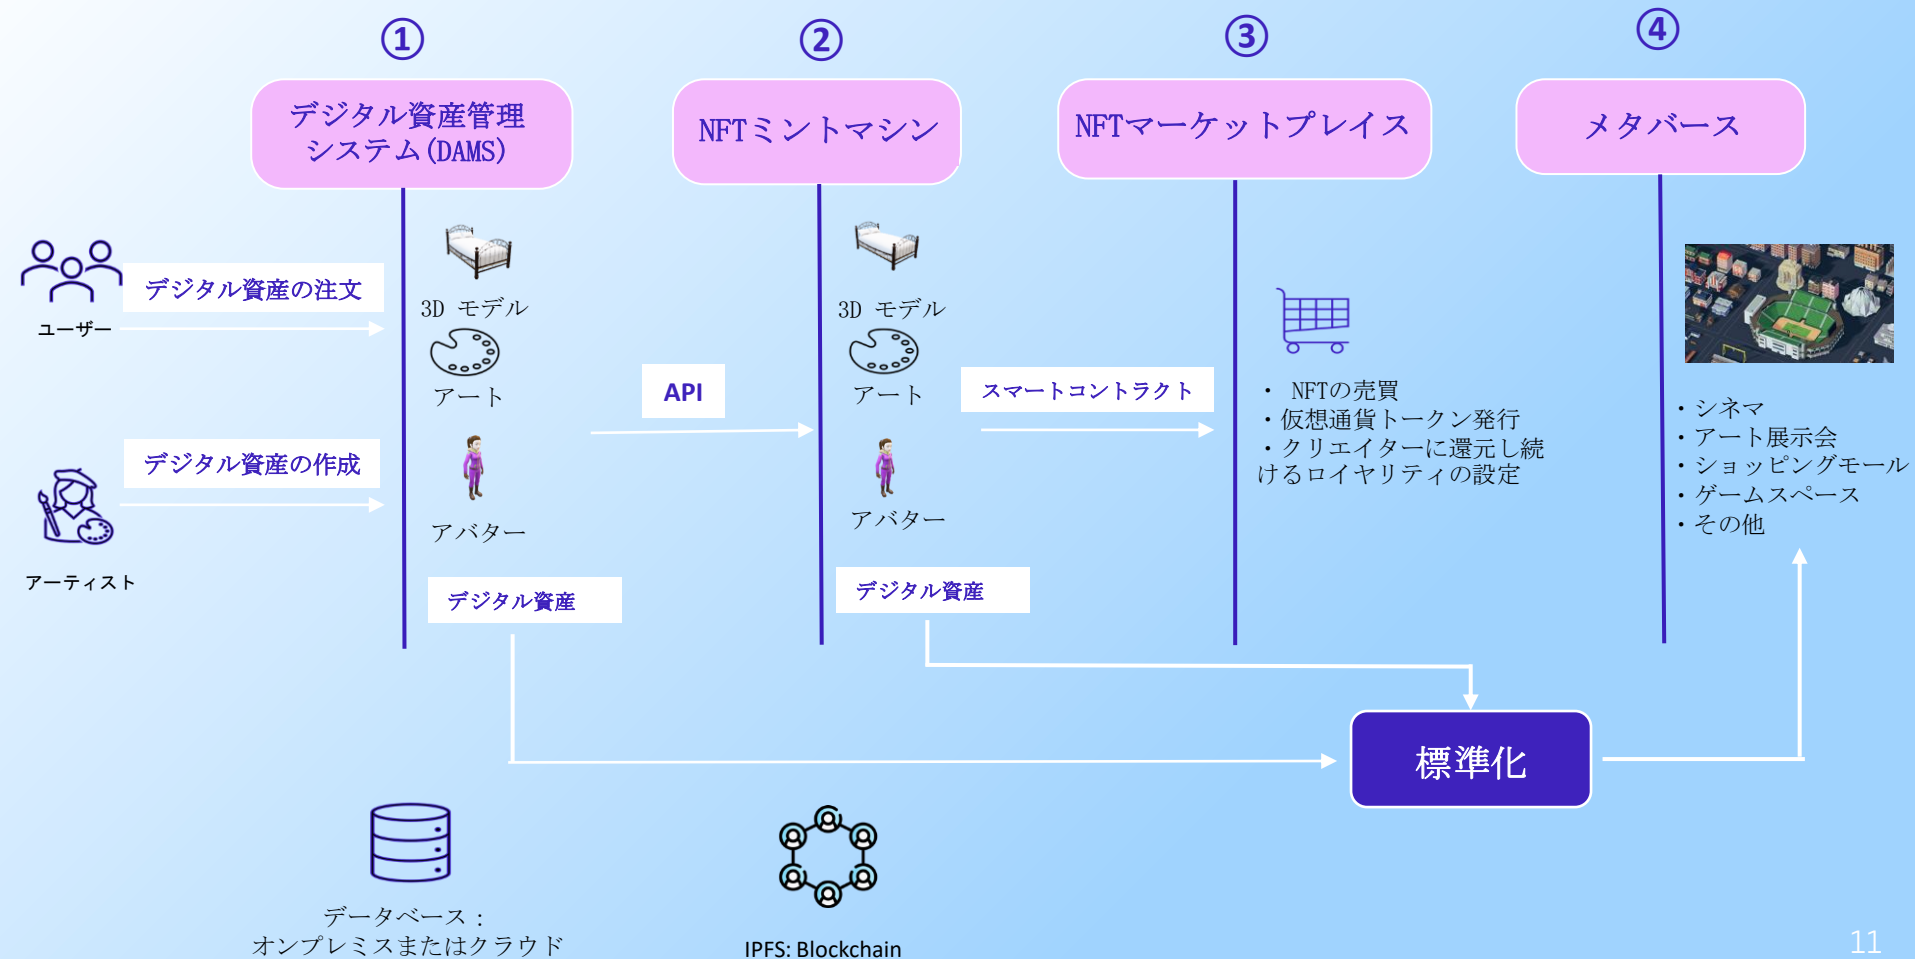 ①
②
③
④
デジタル資産管理
システム(DAMS)
NFTミントマシン
NFTマーケットプレイス
メタバース
ユーザー
デジタル資産の注文
アーティスト
デジタル資産の作成
3D モデル
アート
アバター
デジタル資産
API
3D モデル
アート
アバター
デジタル資産
スマートコントラクト
・ NFTの売買
・仮想通貨トークン発行
・クリエイターに還元し続
けるロイヤリティの設定
・シネマ
・アート展示会
・ショッピングモール
・ゲームスペース
・その他
標準化
データベース：
オンプレミスまたはクラウド
IPFS: Blockchain
11